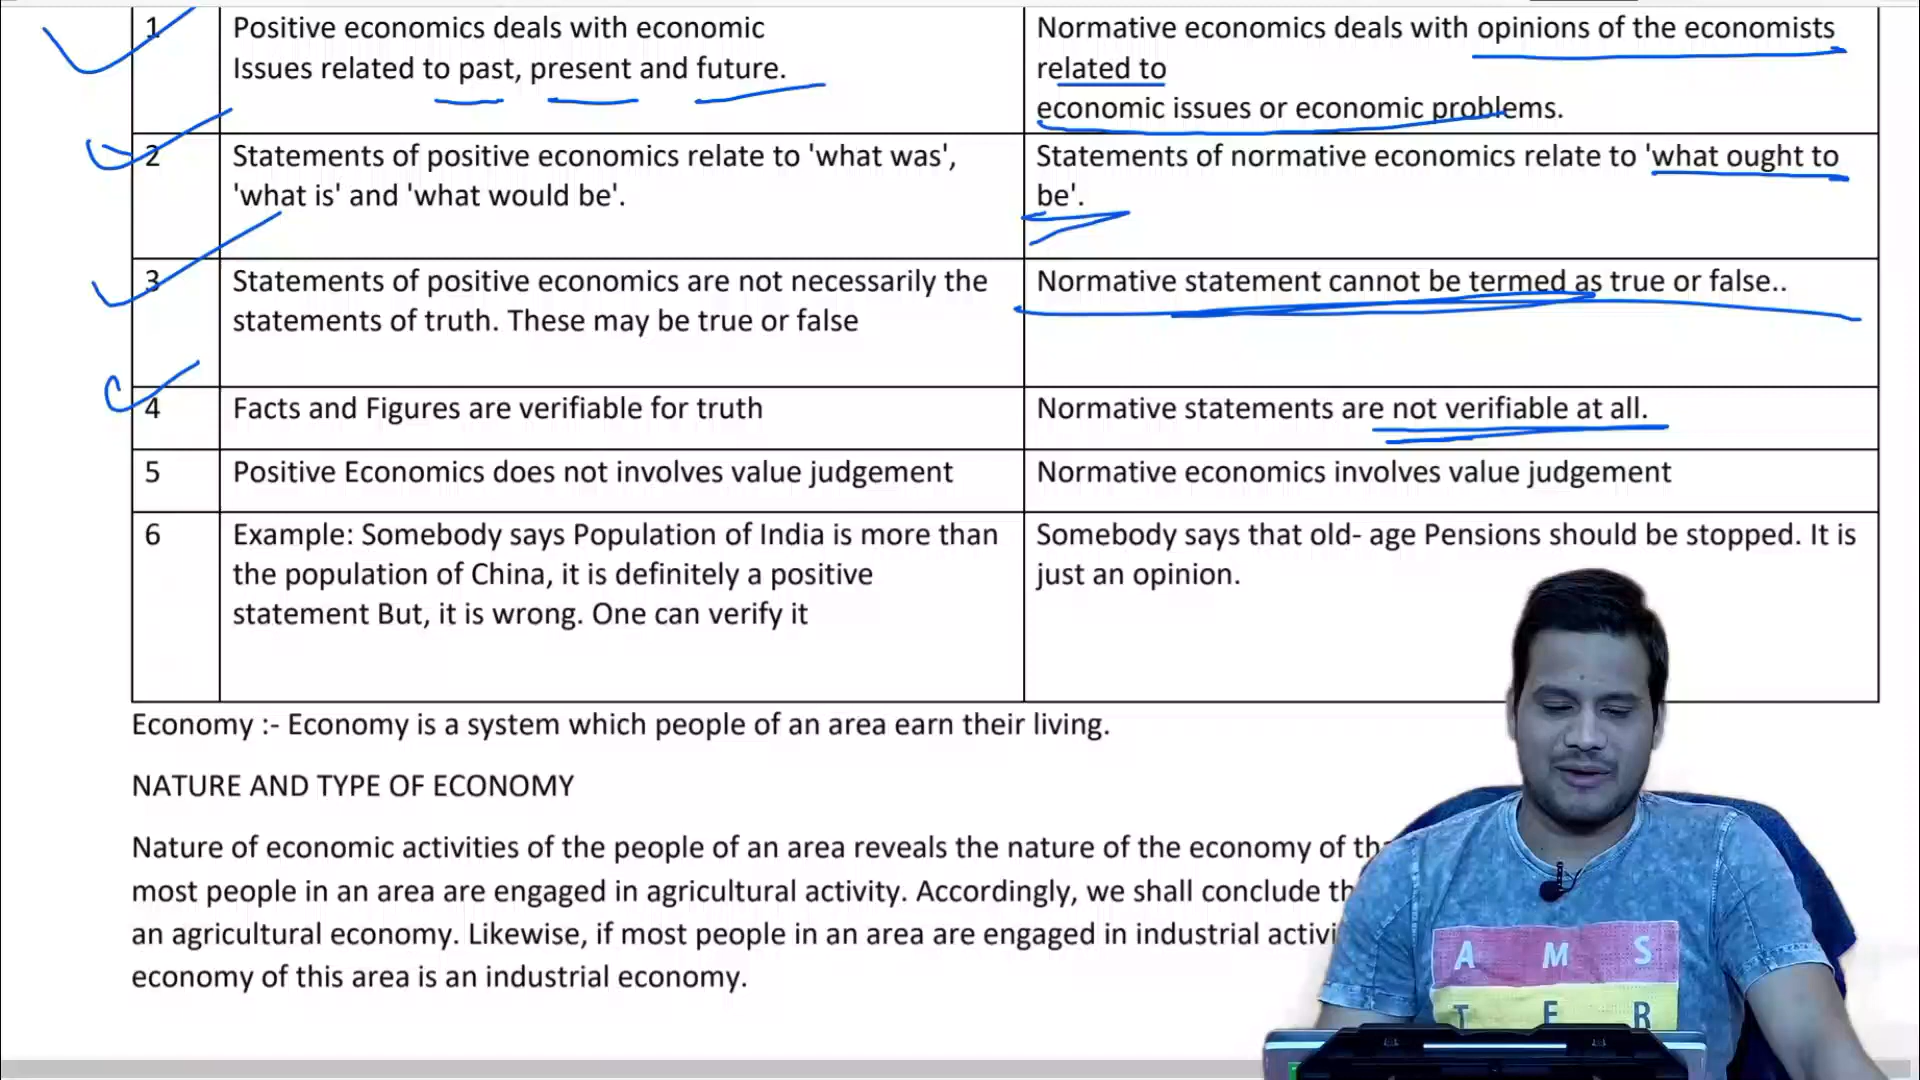 1
Positive economics deals with economic
Issues related to past, present and future.
Normative economics deals with opinions of the economists
related to
economic issues or economic problems.
2
Statements of positive economics relate to 'what was',
'what is' and 'what would be'.
Statements of normative economics relate to 'what ought to
be'.
3
Statements of positive economics are not necessarily the
statements of truth. These may be true or false
Normative statement cannot be termed as true or false..
4
Facts and Figures are verifiable for truth
Normative statements are not verifiable at all.
5
Positive Economics does not involves value judgement
Normative economics involves value judgement
6
Example: Somebody says Population of India is more than
the population of China, it is definitely a positive
statement But, it is wrong. One can verify it
Somebody says that old- age Pensions should be stopped. It is
just an opinion.
Economy :- Economy is a system which people of an area earn their living.
NATURE AND TYPE OF ECONOMY
Nature of economic activities of the people of an area reveals the nature of the economy of
most people in an area are engaged in agricultural activity. Accordingly, we shall conclude
an agricultural economy. Likewise, if most people in an area are engaged in industrial
economy of this area is an industrial economy.
A M S
T E R